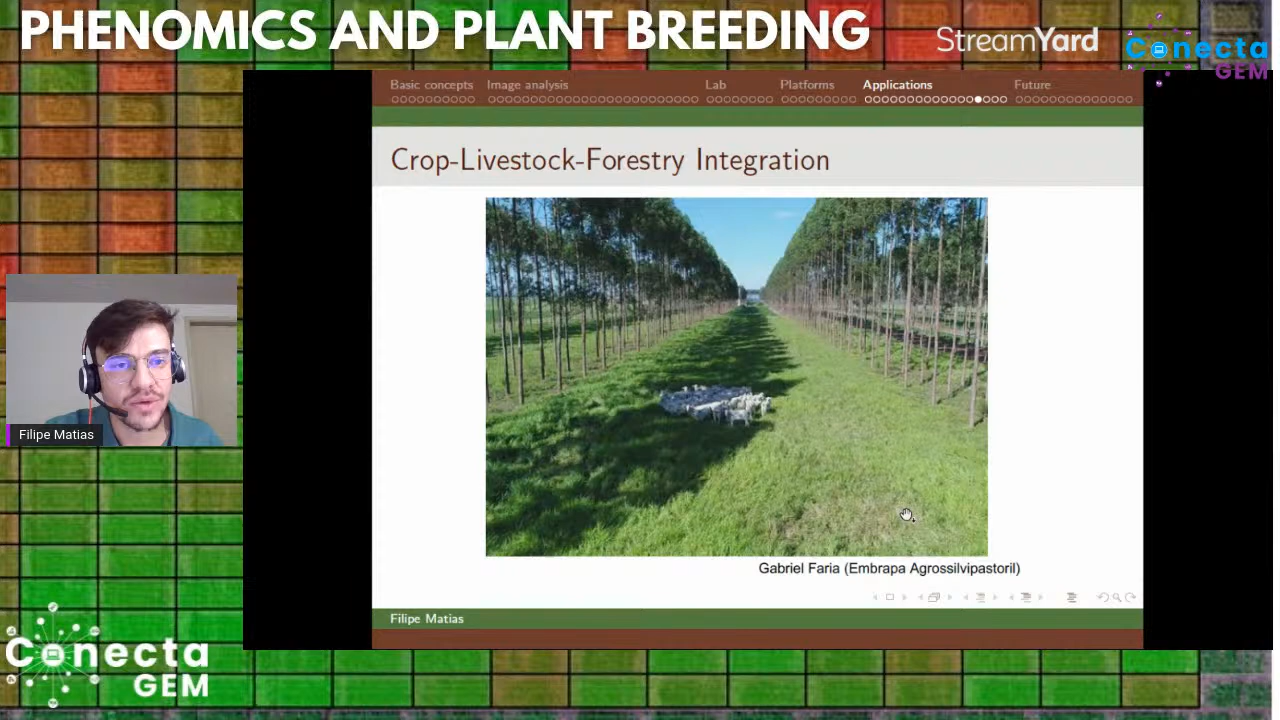 PHENOMICS AND PLANT BREEDING
StreamYard
Conecta
GEM
Basic concepts Image analysis Lab Platforms Applications Future
Crop-Livestock-Forestry Integration
Gabriel Faria (Embrapa Agrossilvipastoril)
Filipe Matias
Filipe Matias
Conecta
GEM